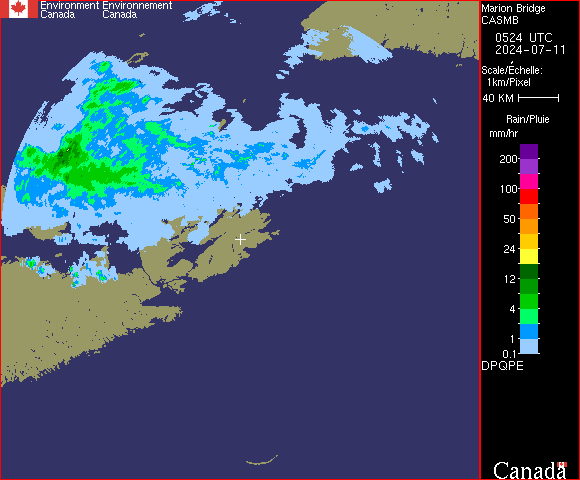 Environment Environnement
Canada Canada
Marion Bridge
CASMB
0524 UTC
2024-07-11
Scale/Échelle:
1km/Pixel
40 KM
Rain/Pluie
mm/hr
200
100
50
24
12
4
1
0.1
DPQPE
Canada